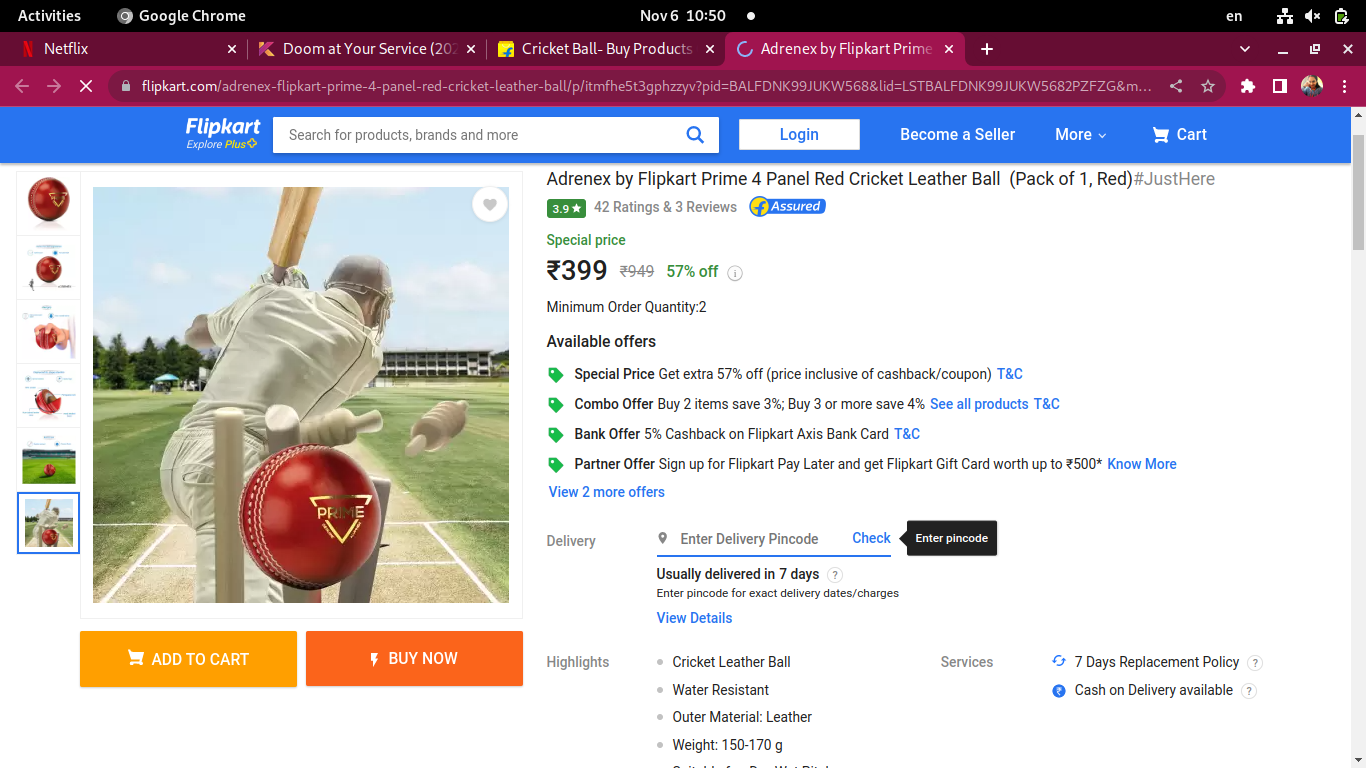 Activities
Google Chrome
Nov 6 10:50
en
Netflix
Doom at Your Service (202
Cricket Ball- Buy Products
Adrenex by Flipkart Prime
flipkart.com/adrenex-flipkart-prime-4-panel-red-cricket-leather-ball/p/itmfhe5t3gphzzyv?pid=BALFDNK99JUKW568&lid=LSTBALFDNK99JUKW5682PZFZG&m...
Flipkart
Explore Plus
Search for products, brands and more
Login
Become a Seller
More
Cart
Adrenex by Flipkart Prime 4 Panel Red Cricket Leather Ball (Pack of 1, Red)#JustHere
3.9★ 42 Ratings & 3 Reviews
Assured
Special price
₹399 ₹949 57% off
Minimum Order Quantity:2
Available offers
Special Price Get extra 57% off (price inclusive of cashback/coupon) T&C
Combo Offer Buy 2 items save 3%; Buy 3 or more save 4% See all products T&C
Bank Offer 5% Cashback on Flipkart Axis Bank Card T&C
Partner Offer Sign up for Flipkart Pay Later and get Flipkart Gift Card worth up to ₹500* Know More
View 2 more offers
PRIME
Delivery
Enter Delivery Pincode
Check
Enter pincode
Usually delivered in 7 days ?
Enter pincode for exact delivery dates/charges
View Details
ADD TO CART
BUY NOW
Highlights
Cricket Leather Ball
Water Resistant
Outer Material: Leather
Weight: 150-170 g
Services
7 Days Replacement Policy ?
Cash on Delivery available ?